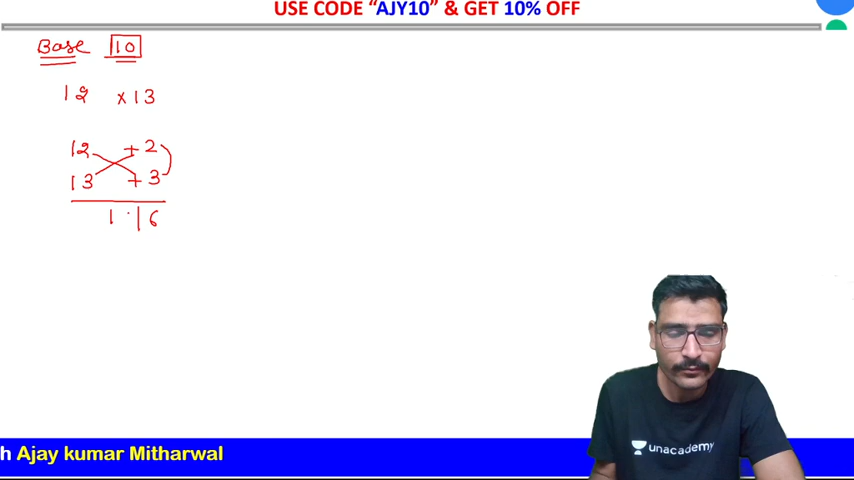 USE CODE “AJY10” & GET 10% OFF
Base 10
12 x 13
12 +2
13 +3
1 | 6
unacademy
h Ajay kumar Mitharwal